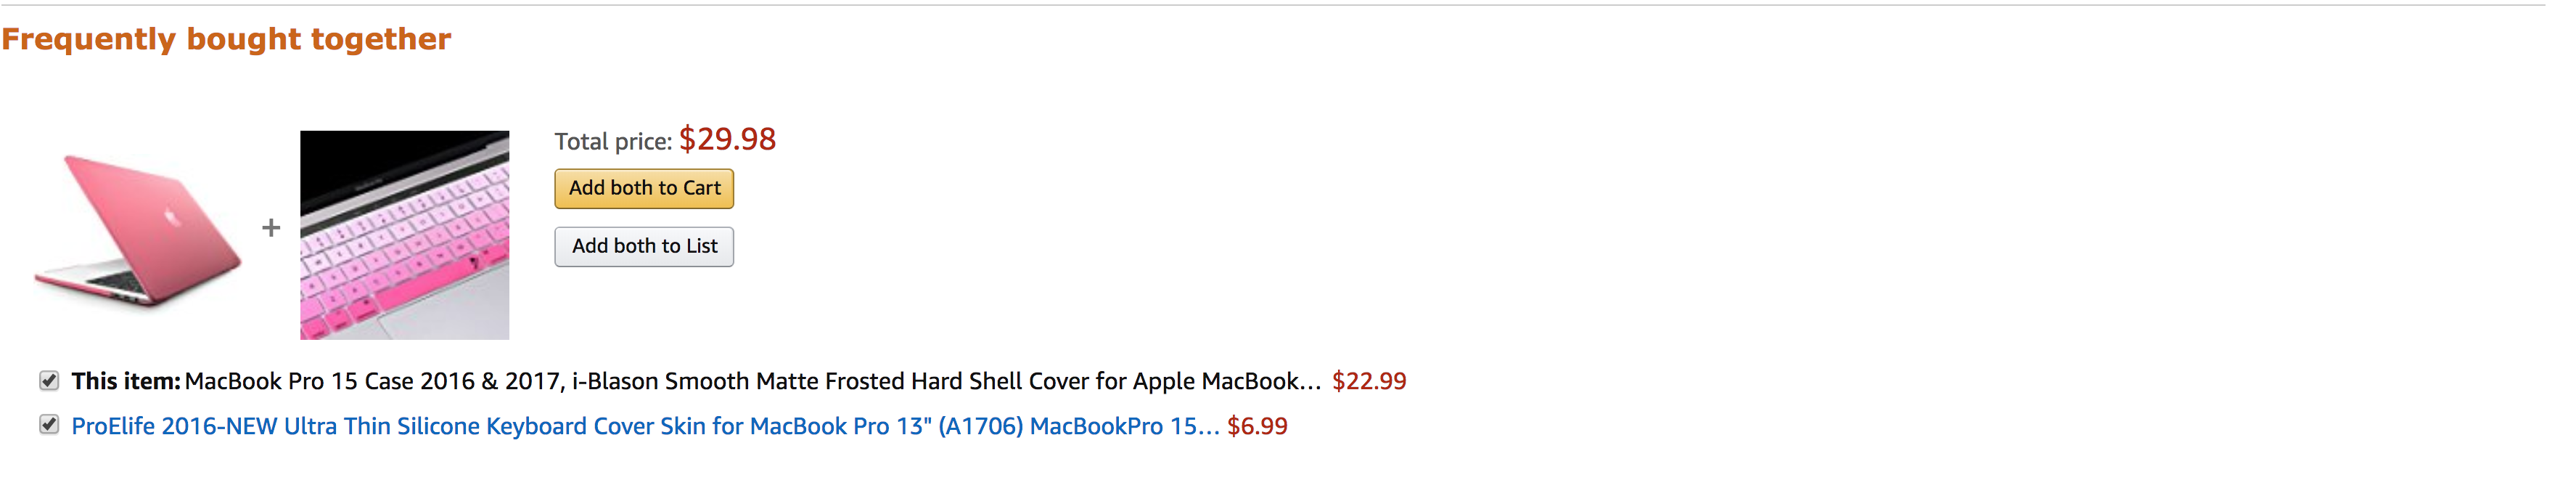 Frequently bought together
Total price: $29.98
Add both to Cart
Add both to List
This item: MacBook Pro 15 Case 2016 & 2017, i-Blason Smooth Matte Frosted Hard Shell Cover for Apple MacBook… $22.99
ProElife 2016-NEW Ultra Thin Silicone Keyboard Cover Skin for MacBook Pro 13" (A1706) MacBookPro 15… $6.99